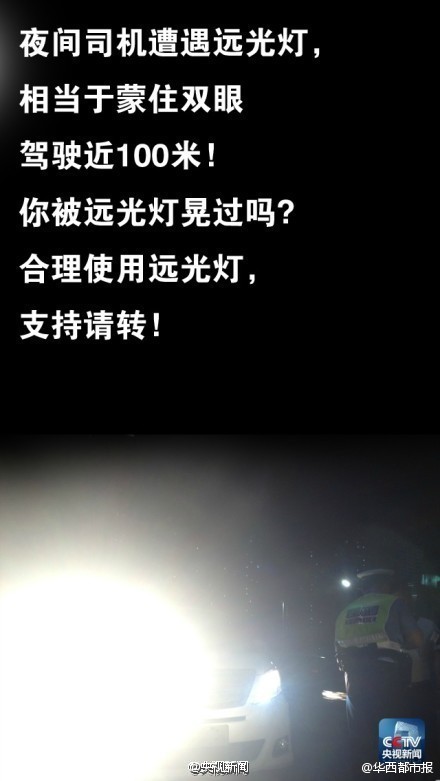 夜间司机遭遇远光灯，
相当于蒙住双眼
驾驶近100米！
你被远光灯晃过吗？
合理使用远光灯，
支持请转！
CCTV
央视新闻
@央视新闻
@华西都市报